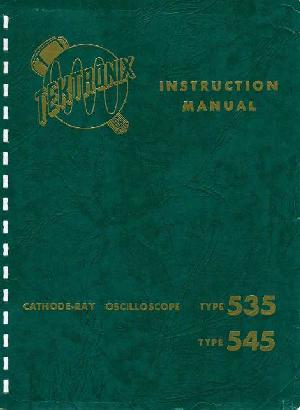 TEKTRONIX
INSTRUCTION
MANUAL
CATHODE-RAY OSCILLOSCOPE TYPE 535
TYPE 545